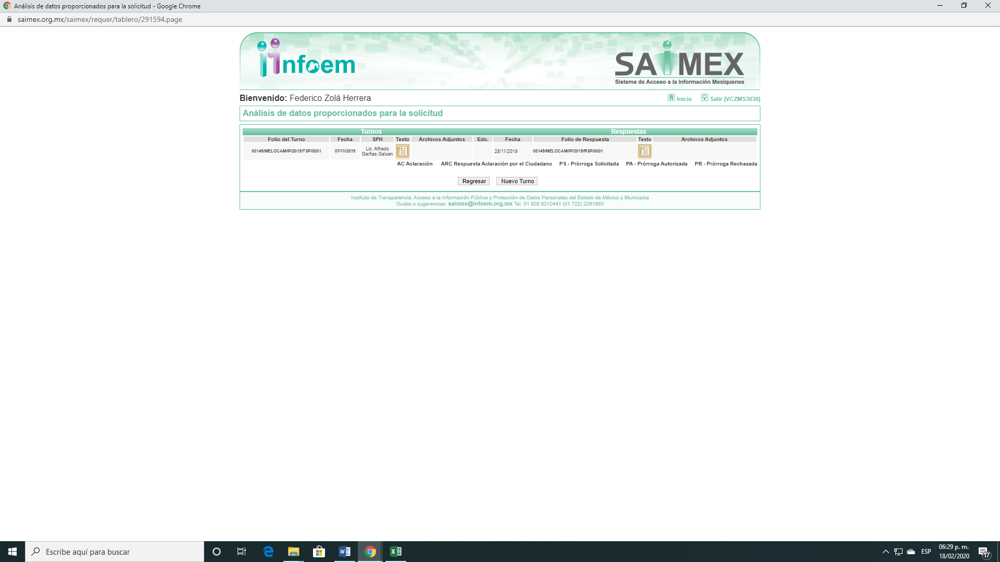 Análisis de datos proporcionados para la solicitud - Google Chrome
saimex.org.mx/saimex/requer/tablero/291594.page
infoem
SAIMEX
Sistema de Acceso a la Información Mexiquense
Bienvenido: Federico Zolá Herrera
Inicio Salir [VCZMS3030]
Análisis de datos proporcionados para la solicitud
Turnos Respuestas
Folio del Turno Fecha SPH Texto Archivos Adjuntos Edo. Fecha Folio de Respuesta Texto Archivos Adjuntos
00149/MELOCAM/IP/2019/TSP/0001 07/11/2019 Lic. Alfredo Garfias Galvan 28/11/2019 00149/MELOCAM/IP/2019/RSP/0001
AC Aclaración ARC Respuesta Aclaración por el Ciudadano PS - Prórroga Solicitada PA - Prórroga Autorizada PR - Prórroga Rechazada
Regresar Nuevo Turno
Instituto de Transparencia, Acceso a la Información Pública y Protección de Datos Personales del Estado de México y Municipios
Dudas o sugerencias: saimex@infoem.org.mx Tel. 01 800 8210441 (01 722) 2261980
Escribe aquí para buscar
ESP
06:29 p. m.
18/02/2020
17